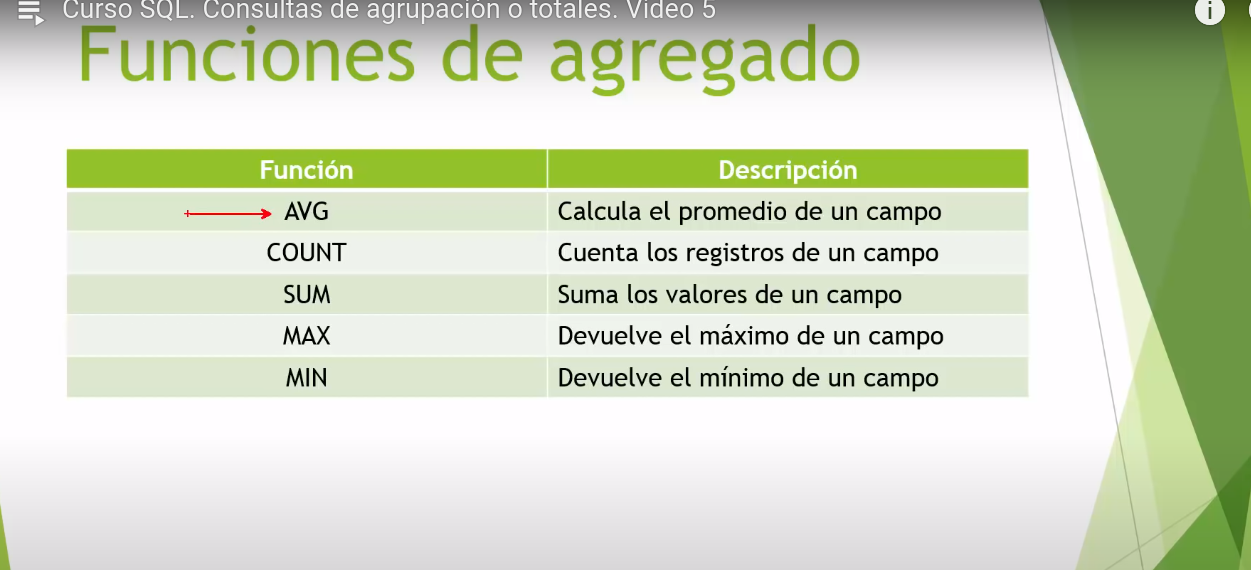 Curso SQL. Consultas de agrupación o totales. Vídeo 5
Funciones de agregado
Función Descripción
AVG Calcula el promedio de un campo
COUNT Cuenta los registros de un campo
SUM Suma los valores de un campo
MAX Devuelve el máximo de un campo
MIN Devuelve el mínimo de un campo